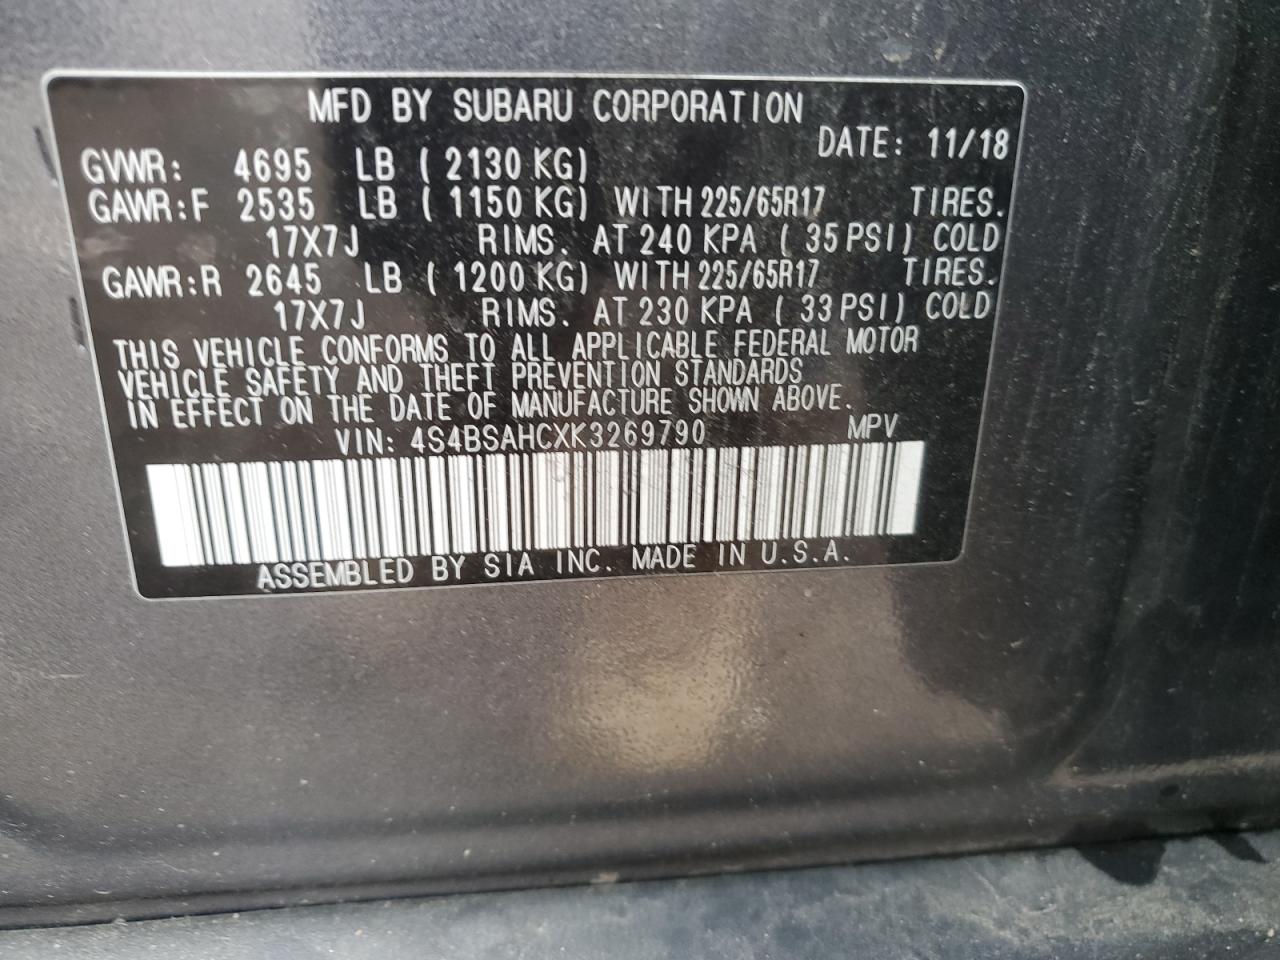 MFD BY SUBARU CORPORATION
DATE: 11/18
GVWR: 4695 LB ( 2130 KG)
GAWR:F 2535 LB ( 1150 KG) WITH 225/65R17 TIRES.
17X7J RIMS. AT 240 KPA ( 35 PSI) COLD
GAWR:R 2645 LB ( 1200 KG) WITH 225/65R17 TIRES.
17X7J RIMS. AT 230 KPA ( 33 PSI) COLD
THIS VEHICLE CONFORMS TO ALL APPLICABLE FEDERAL MOTOR
VEHICLE SAFETY AND THEFT PREVENTION STANDARDS
IN EFFECT ON THE DATE OF MANUFACTURE SHOWN ABOVE.
VIN: 4S4BSAHCXK3269790 MPV
ASSEMBLED BY SIA INC. MADE IN U.S.A.